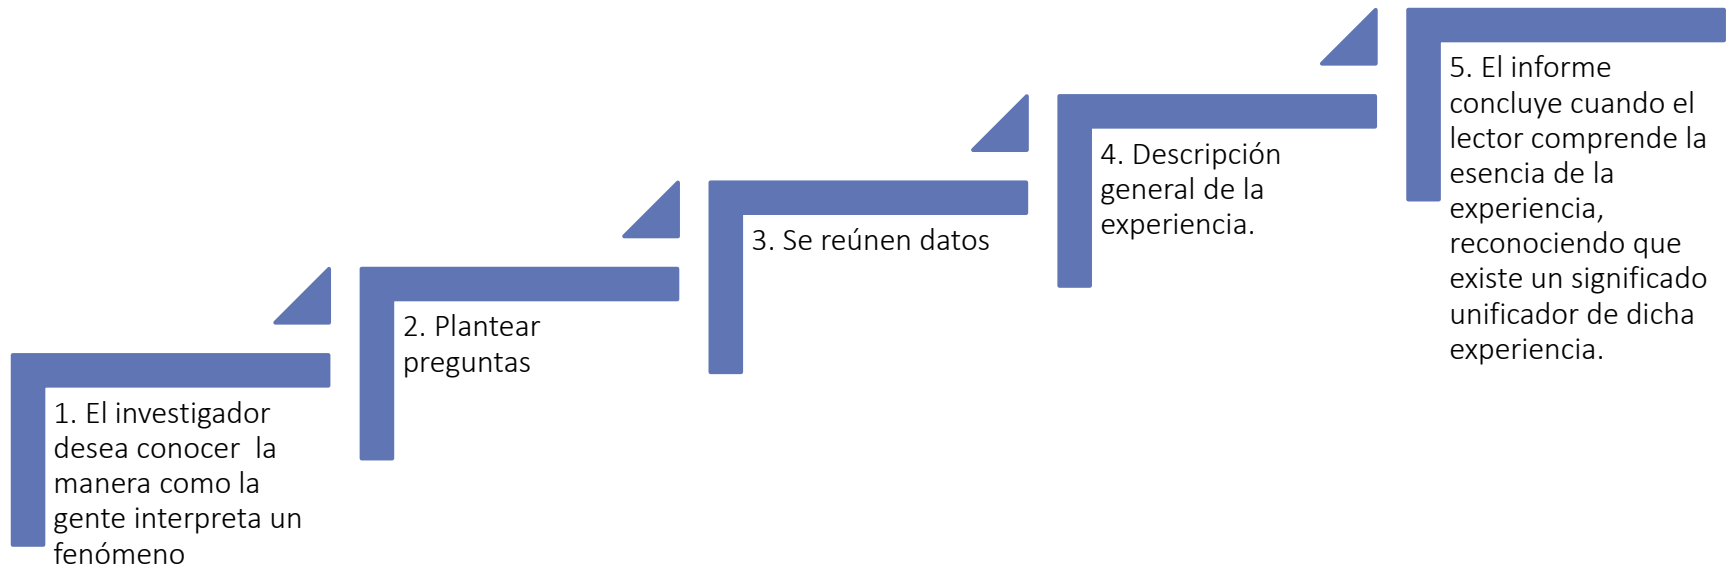 1. El investigador
desea conocer  la
manera como la
gente interpreta un
fenómeno
2. Plantear
preguntas
3. Se reúnen datos
4. Descripción
general de la
experiencia.
5. El informe
concluye cuando el
lector comprende la
esencia de la
experiencia,
reconociendo que
existe un significado
unificador de dicha
experiencia.